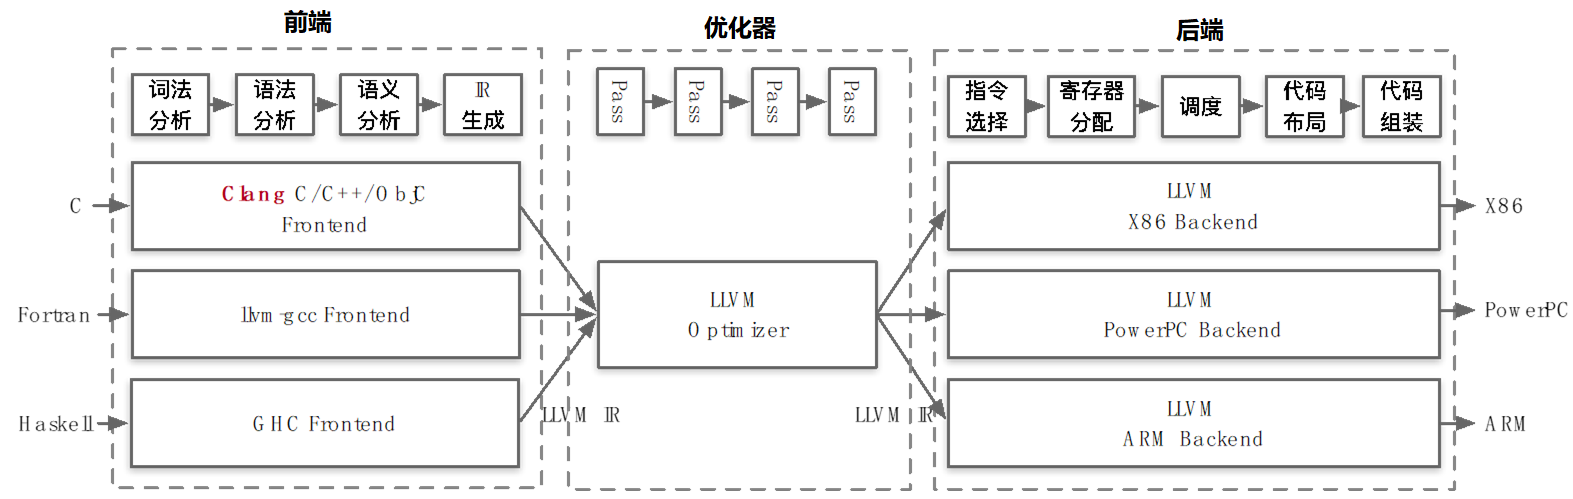 前端
优化器
后端
词法
分析
语法
分析
语义
分析
IR
生成
Pass
Pass
Pass
Pass
指令
选择
寄存器
分配
调度
代码
布局
代码
组装
C
Clang C/C++/ObjC
Frontend
LLVM
X86 Backend
X86
Fortran
llvm-gcc Frontend
LLVM
Optimizer
LLVM
PowerPC Backend
PowerPC
Haskell
GHC Frontend
LLVM IR
LLVM IR
LLVM
ARM Backend
ARM